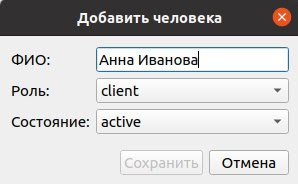 Добавить человека
ФИО: Анна Иванова
Роль: client
Состояние: active
Сохранить Отмена